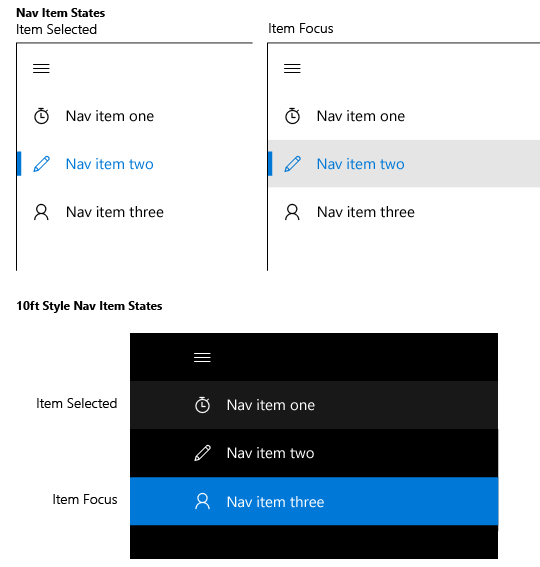 Nav Item States
Item Selected
Nav item one
Nav item two
Nav item three
Item Focus
Nav item one
Nav item two
Nav item three
10ft Style Nav Item States
Item Selected
Nav item one
Nav item two
Item Focus
Nav item three